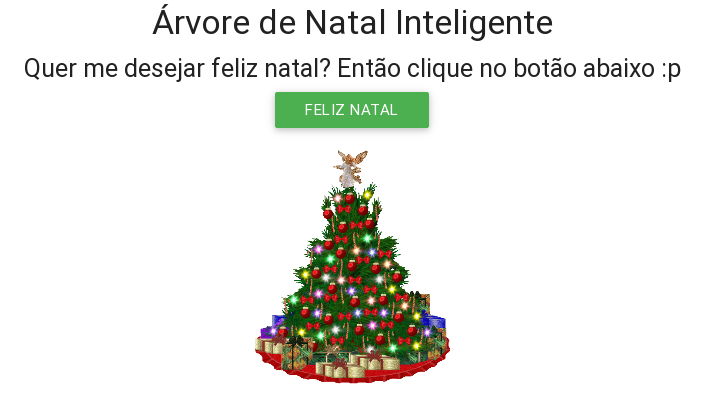 Árvore de Natal Inteligente
Quer me desejar feliz natal? Então clique no botão abaixo :p
FELIZ NATAL